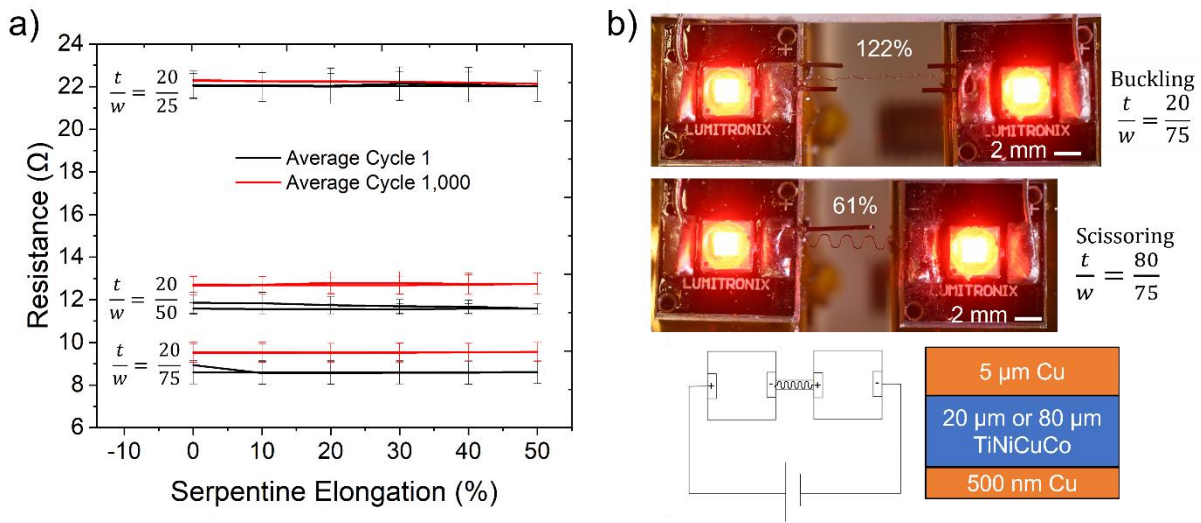 a)
24
22
20
18
16
14
12
10
8
6
Resistance (Ω)
t/w = 20/25
t/w = 20/50
t/w = 20/75
Average Cycle 1
Average Cycle 1,000
-10 0 10 20 30 40 50
Serpentine Elongation (%)
b)
122%
LUMITRONIX
LUMITRONIX
2 mm
Buckling
t/w = 20/75
61%
LUMITRONIX
LUMITRONIX
2 mm
Scissoring
t/w = 80/75
+ - + -
5 µm Cu
20 µm or 80 µm
TiNiCuCo
500 nm Cu